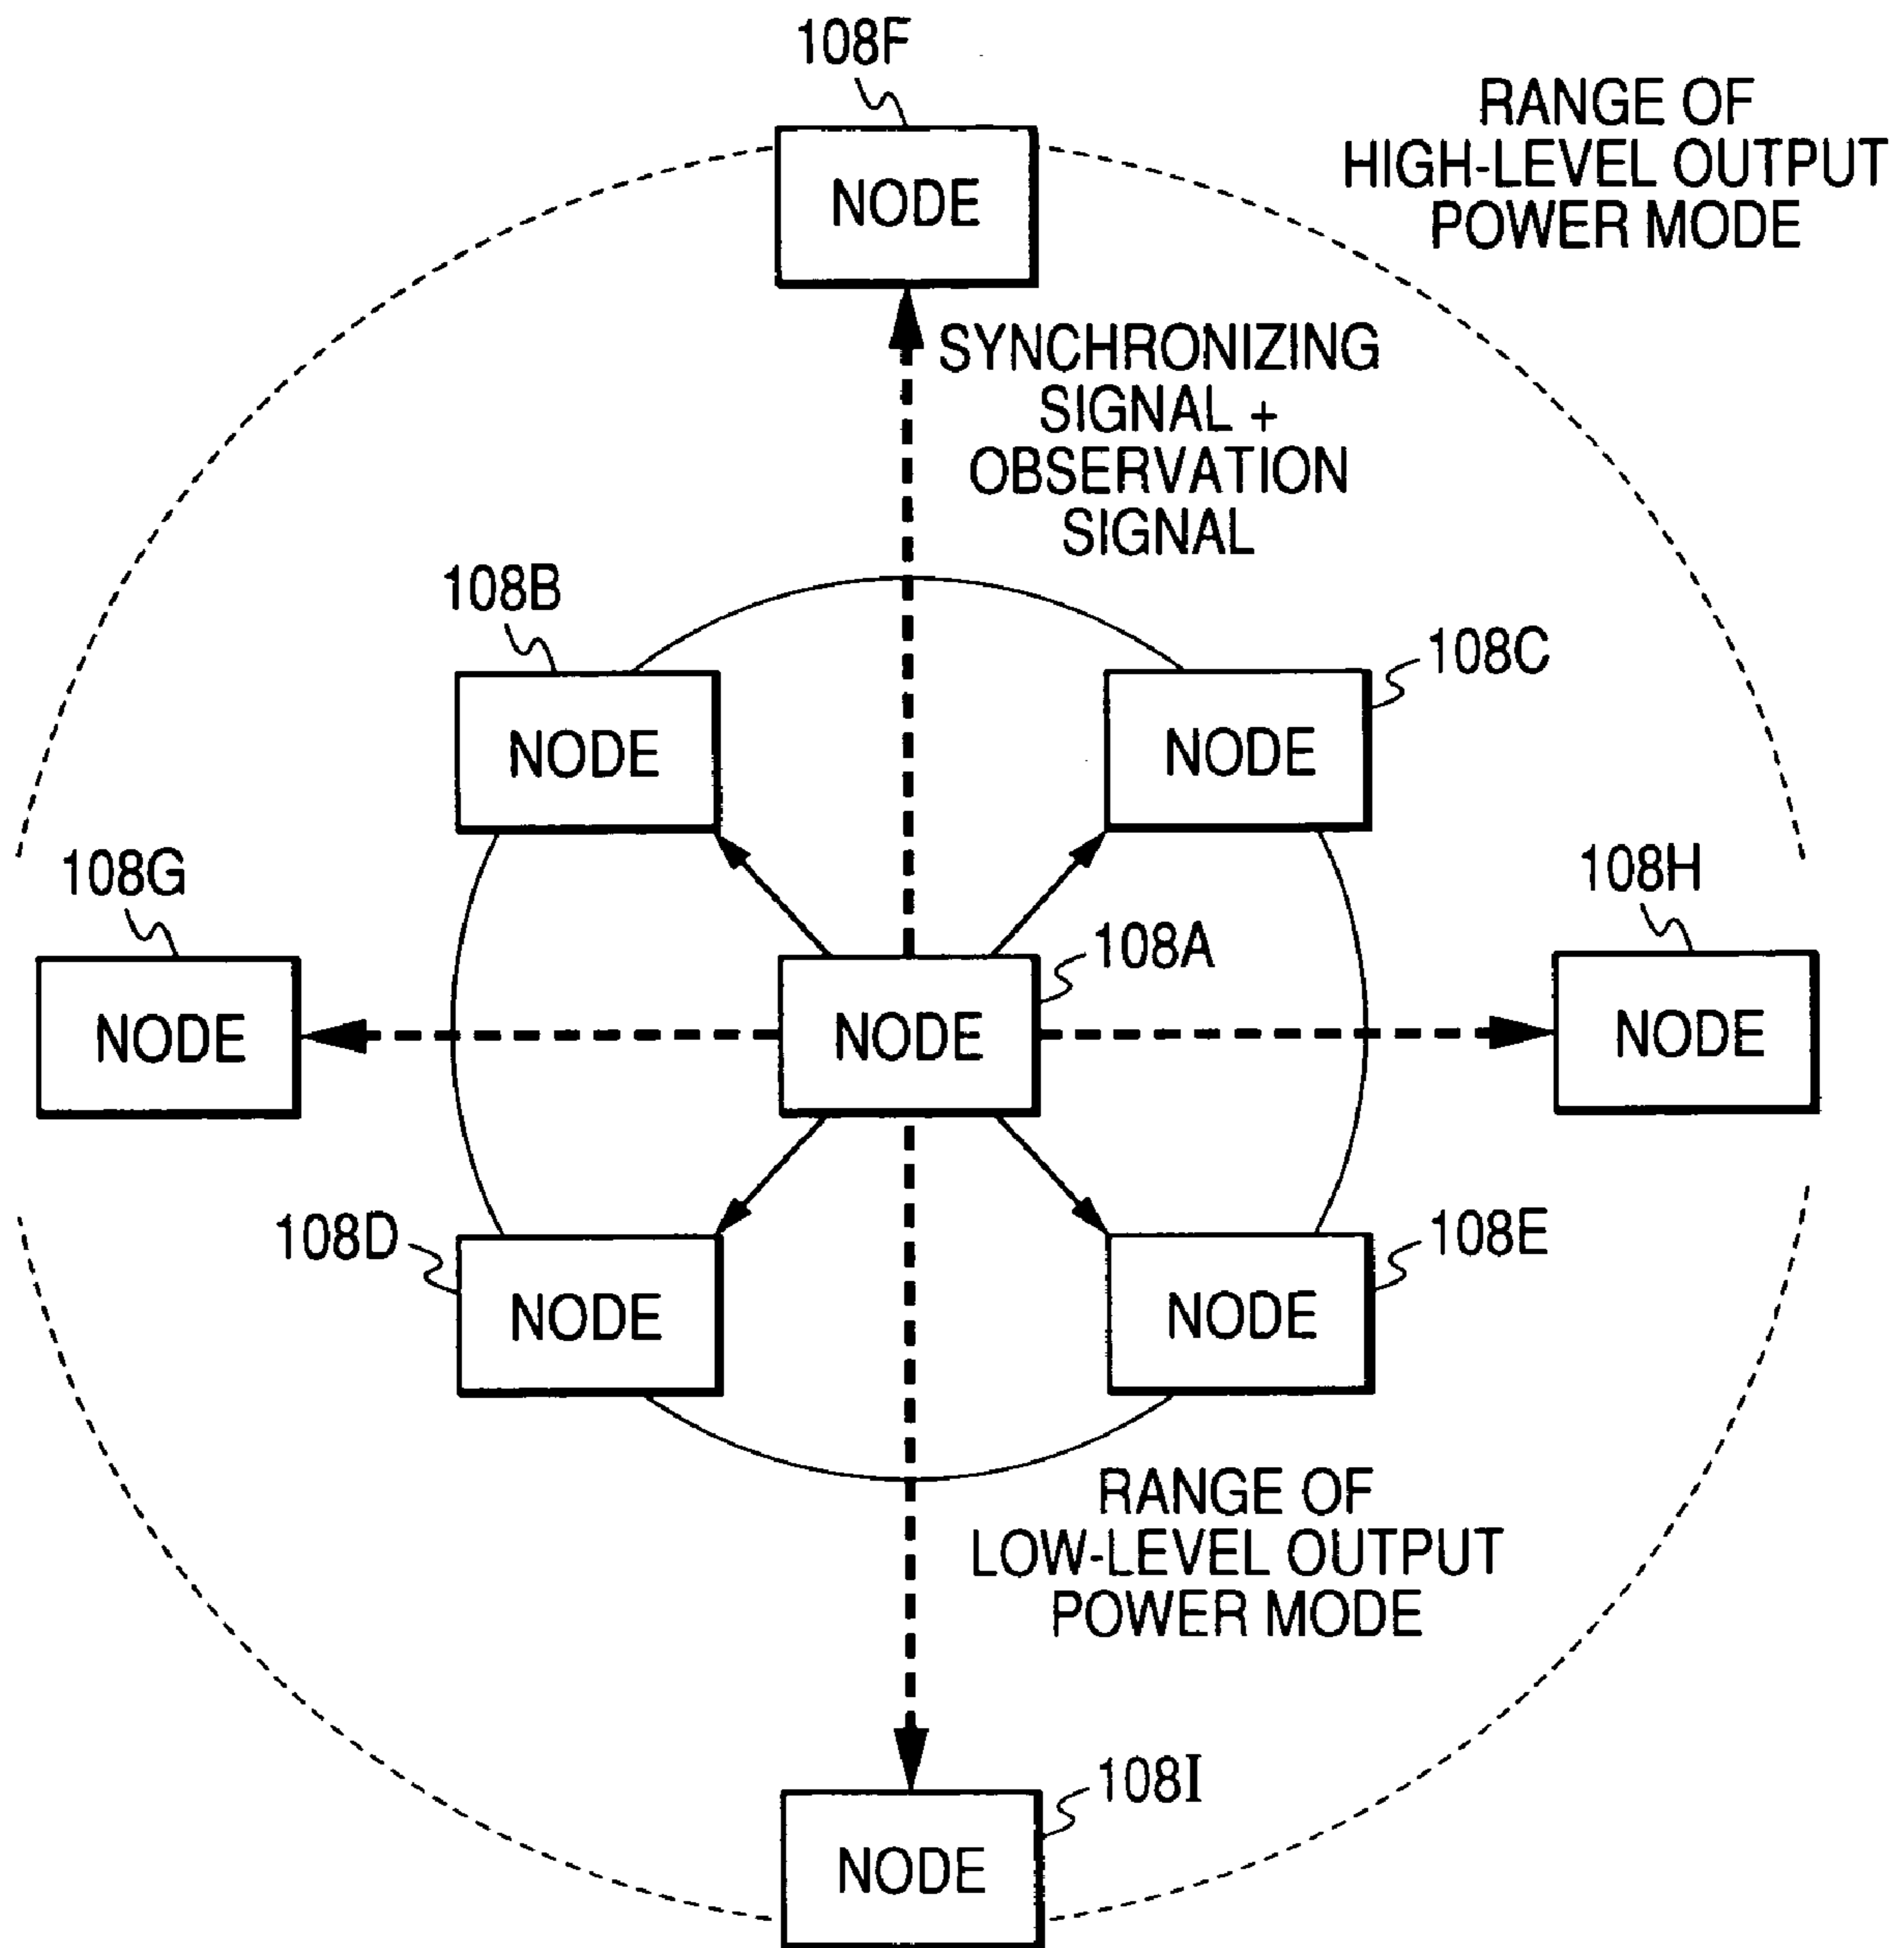 108F
RANGE OF
HIGH-LEVEL OUTPUT
POWER MODE
NODE
SYNCHRONIZING
SIGNAL +
OBSERVATION
SIGNAL
108B
108C
NODE
NODE
108G
108H
108A
NODE
NODE
NODE
108D
108E
NODE
NODE
RANGE OF
LOW-LEVEL OUTPUT
POWER MODE
108I
NODE